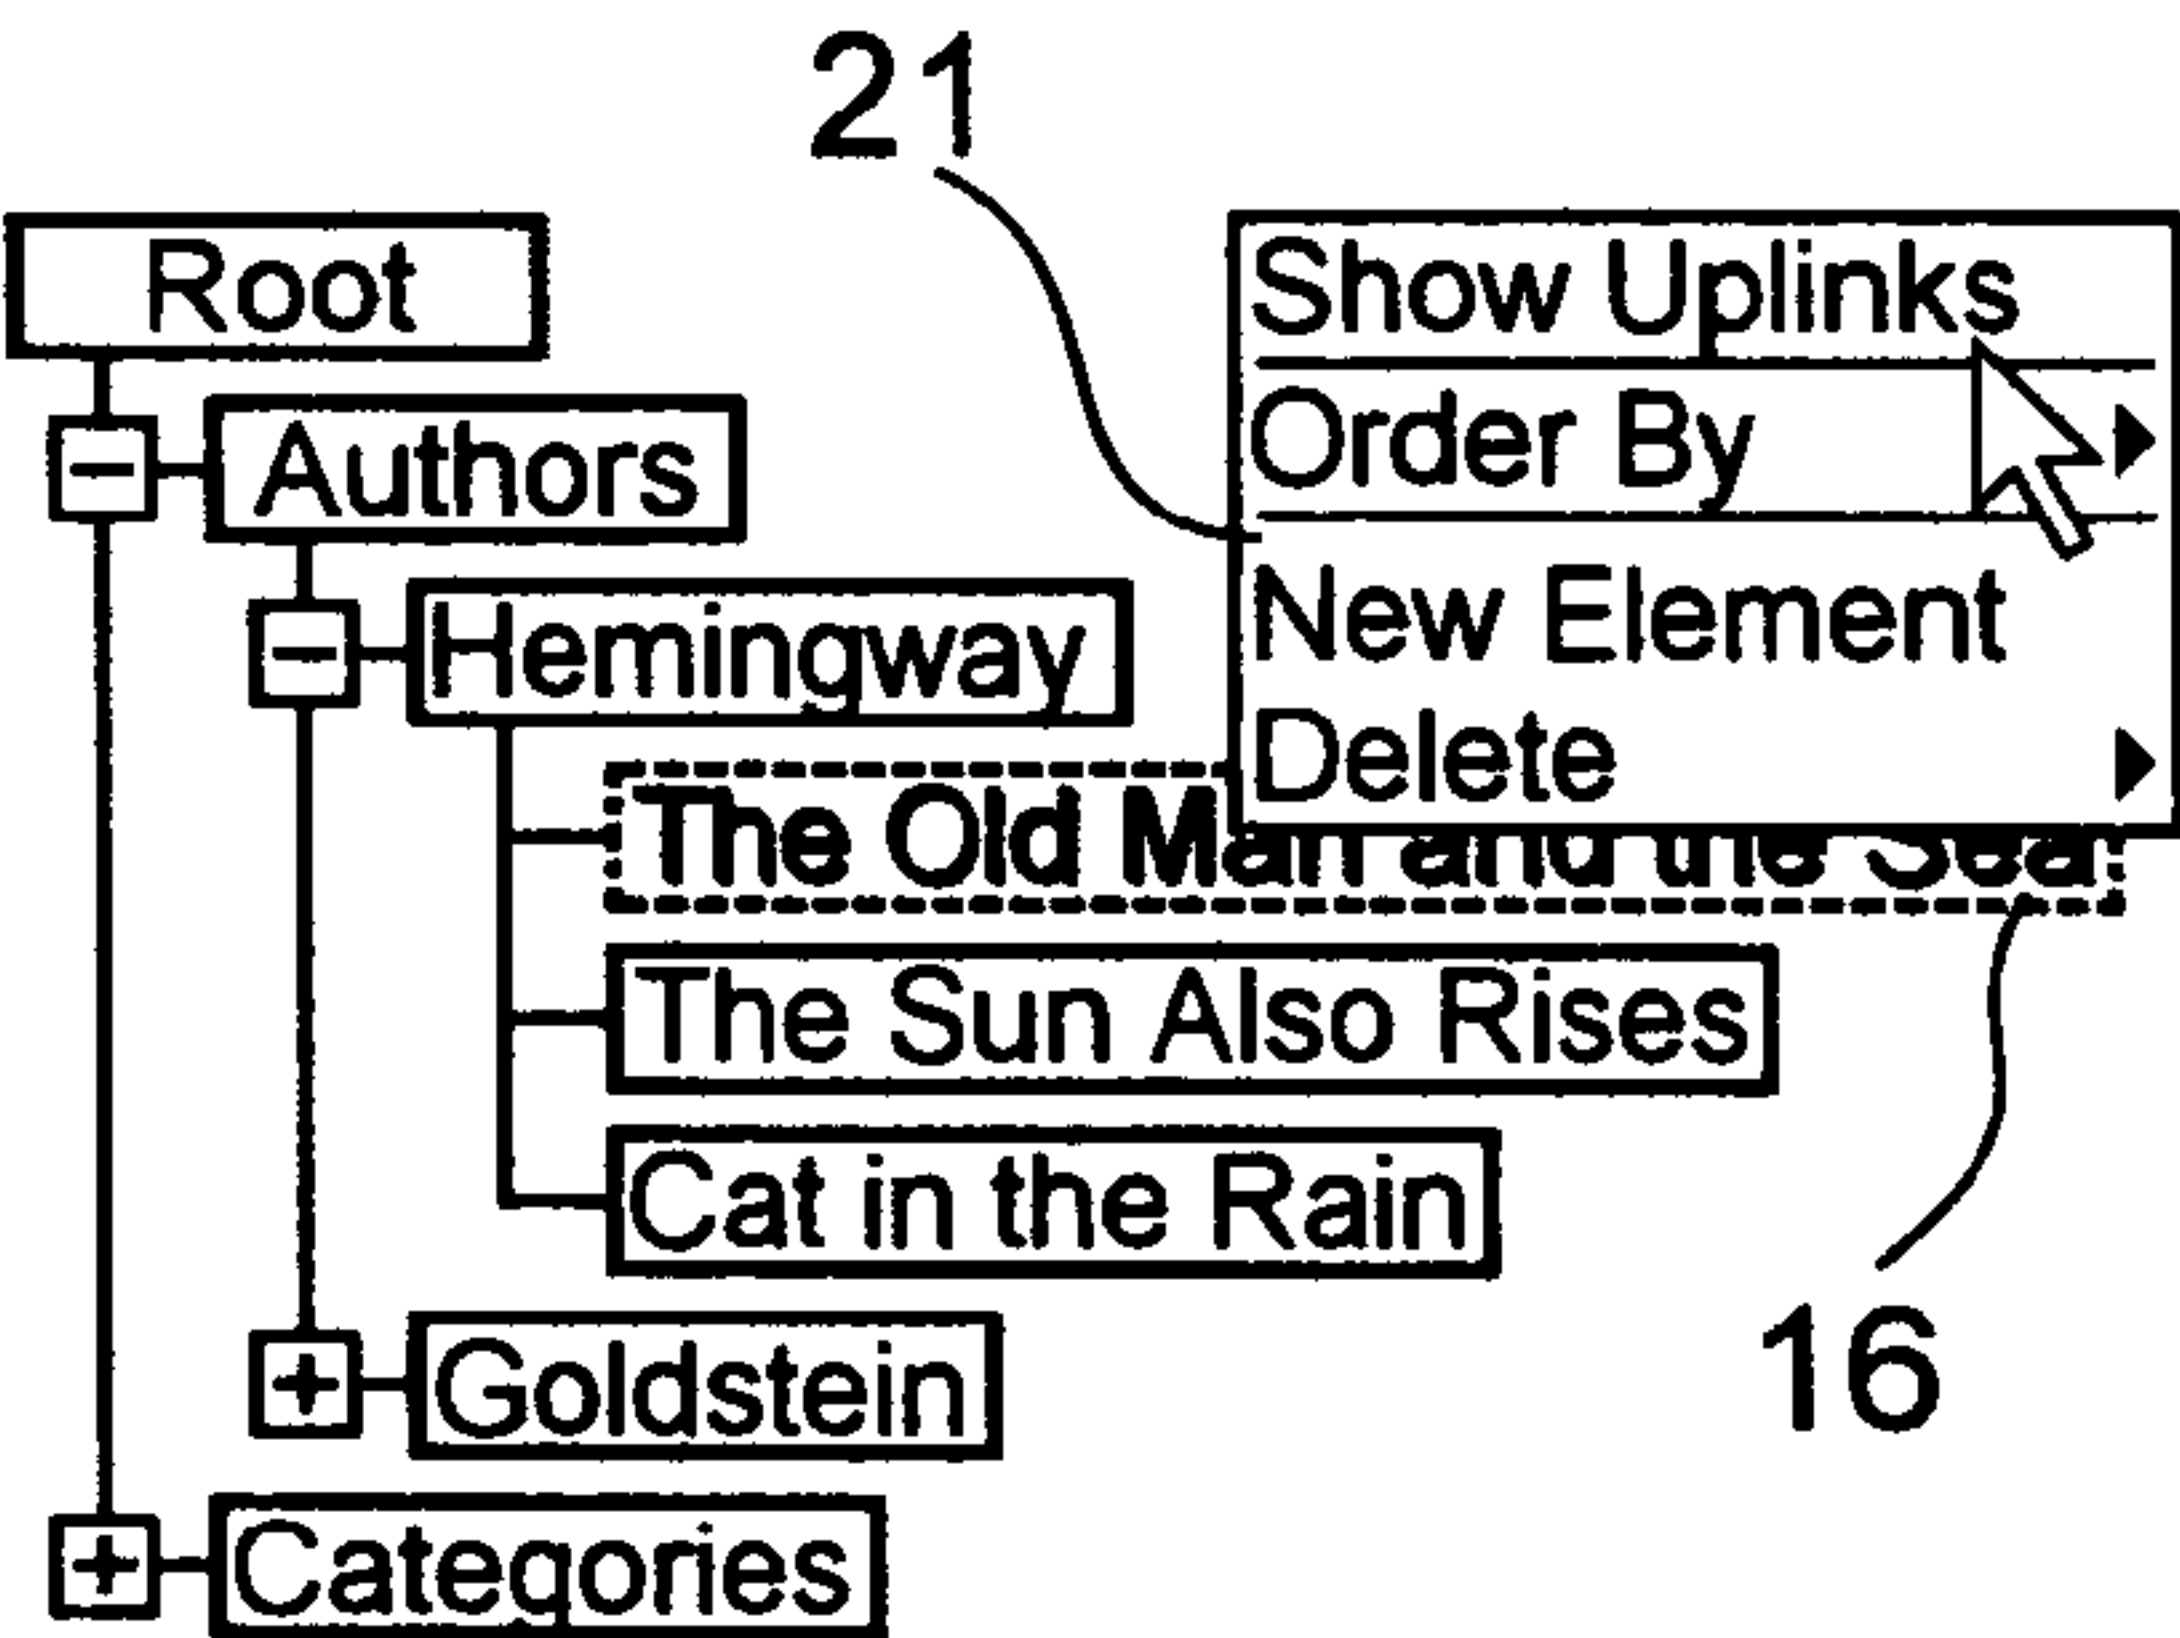 21
Root
Authors
Hemingway
The Old Man and the Sea
The Sun Also Rises
Cat in the Rain
Goldstein
Categories
Show Uplinks
Order By
New Element
Delete
16